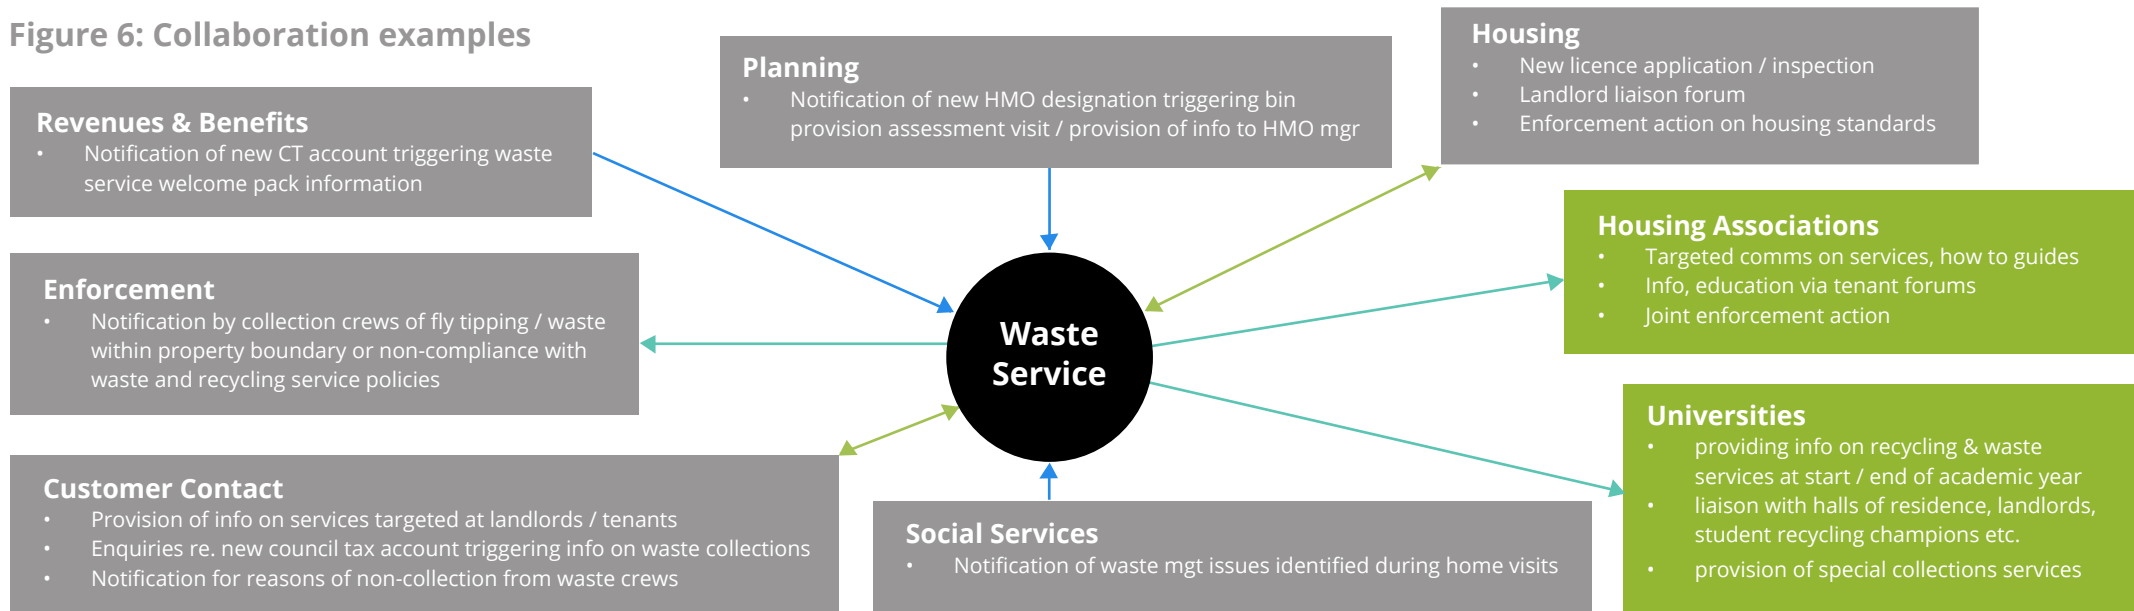 Figure 6: Collaboration examples
Revenues & Benefits
• Notification of new CT account triggering waste
service welcome pack information
Planning
• Notification of new HMO designation triggering bin
provision assessment visit / provision of info to HMO mgr
Housing
• New licence application / inspection
• Landlord liaison forum
• Enforcement action on housing standards
Housing Associations
• Targeted comms on services, how to guides
• Info, education via tenant forums
• Joint enforcement action
Enforcement
• Notification by collection crews of fly tipping / waste
within property boundary or non-compliance with
waste and recycling service policies
Waste
Service
Universities
• providing info on recycling & waste
services at start / end of academic year
• liaison with halls of residence, landlords,
student recycling champions etc.
• provision of special collections services
Customer Contact
• Provision of info on services targeted at landlords / tenants
• Enquiries re. new council tax account triggering info on waste collections
• Notification for reasons of non-collection from waste crews
Social Services
• Notification of waste mgt issues identified during home visits